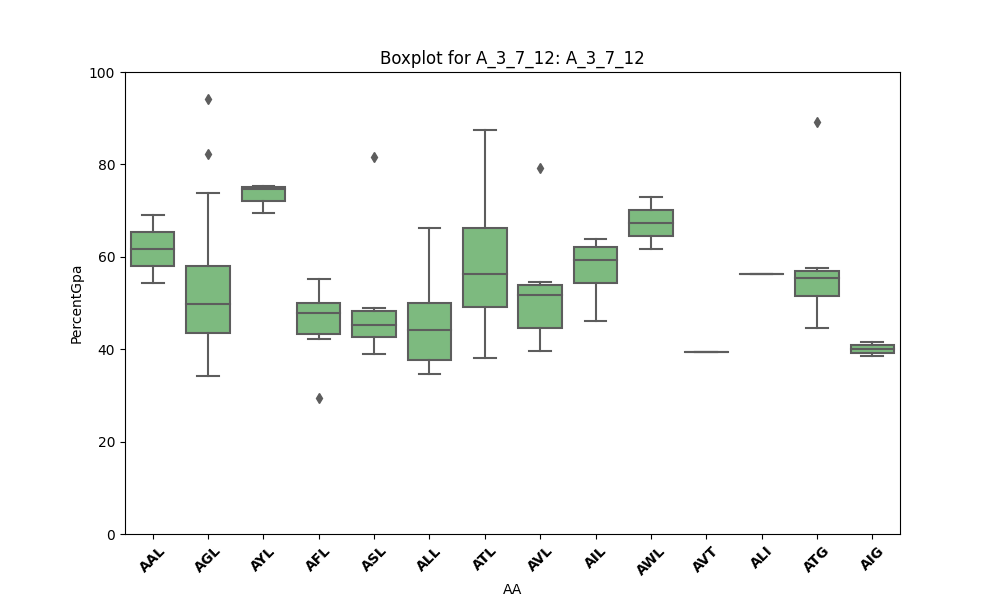 Boxplot for A_3_7_12: A_3_7_12
PercentGpa
100
80
60
40
20
0
AAL AGL AYL AFL ASL ALL ATL AVL AIL AWL AVT ALI ATG AIG
AA